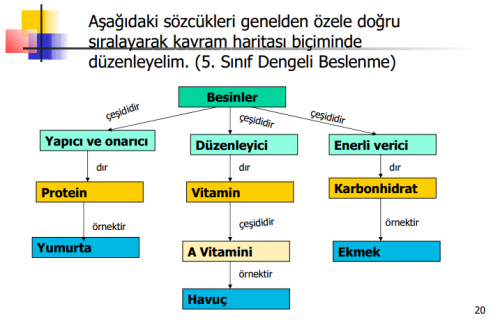 Aşağıdaki sözcükleri genelden özele doğru
sıralayarak kavram haritası biçiminde
düzenleyelim. (5. Sınıf Dengeli Beslenme)
Besinler
çeşididir
çeşididir
çeşididir
Yapıcı ve onarıcı
Düzenleyici
Enerli verici
dır
dır
dır
Protein
Vitamin
Karbonhidrat
örnektir
çeşididir
örnektir
Yumurta
A Vitamini
Ekmek
örnektir
Havuç
20